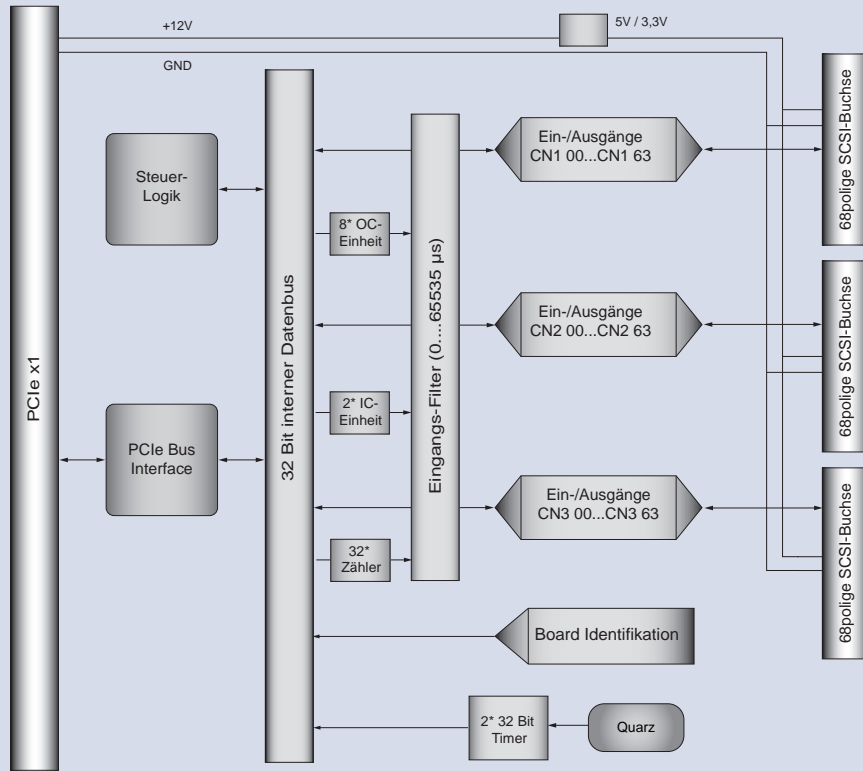 +12V
5V / 3,3V
GND
PCIe x1
Steuer-
Logik
PCIe Bus
Interface
32 Bit interner Datenbus
8* OC-
Einheit
2* IC-
Einheit
32*
Zähler
Eingangs-Filter (0....65535 µs)
Ein-/Ausgänge
CN1 00...CN1 63
Ein-/Ausgänge
CN2 00...CN2 63
Ein-/Ausgänge
CN3 00...CN3 63
Board Identifikation
2* 32 Bit
Timer
Quarz
68polige SCSI-Buchse
68polige SCSI-Buchse
68polige SCSI-Buchse